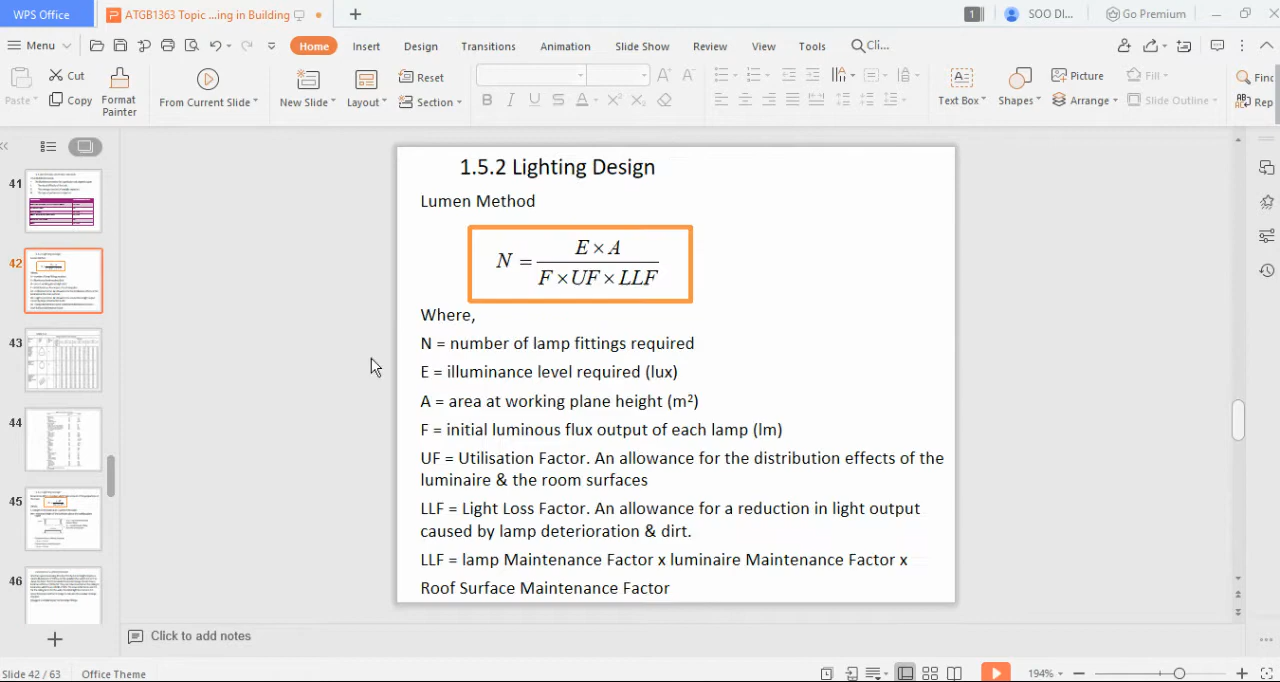 WPS Office
ATGB1363 Topic ...ing in Building
1
SOO DI...
Go Premium
Menu
Home
Insert
Design
Transitions
Animation
Slide Show
Review
View
Tools
Cli...
Paste
Cut
Copy
Format Painter
From Current Slide
New Slide
Layout
Reset
Section
B I U S A X² X₂
Text Box
Shapes
Picture
Arrange
Fill
Slide Outline
Rep
41
42
43
44
45
46
1.5.2 Lighting Design
Lumen Method
N = E × A / F × UF × LLF
Where,
N = number of lamp fittings required
E = illuminance level required (lux)
A = area at working plane height (m²)
F = initial luminous flux output of each lamp (lm)
UF = Utilisation Factor. An allowance for the distribution effects of the
luminaire & the room surfaces
LLF = Light Loss Factor. An allowance for a reduction in light output
caused by lamp deterioration & dirt.
LLF = lamp Maintenance Factor x luminaire Maintenance Factor x
Roof Surface Maintenance Factor
Click to add notes
Slide 42 / 63
Office Theme
194%